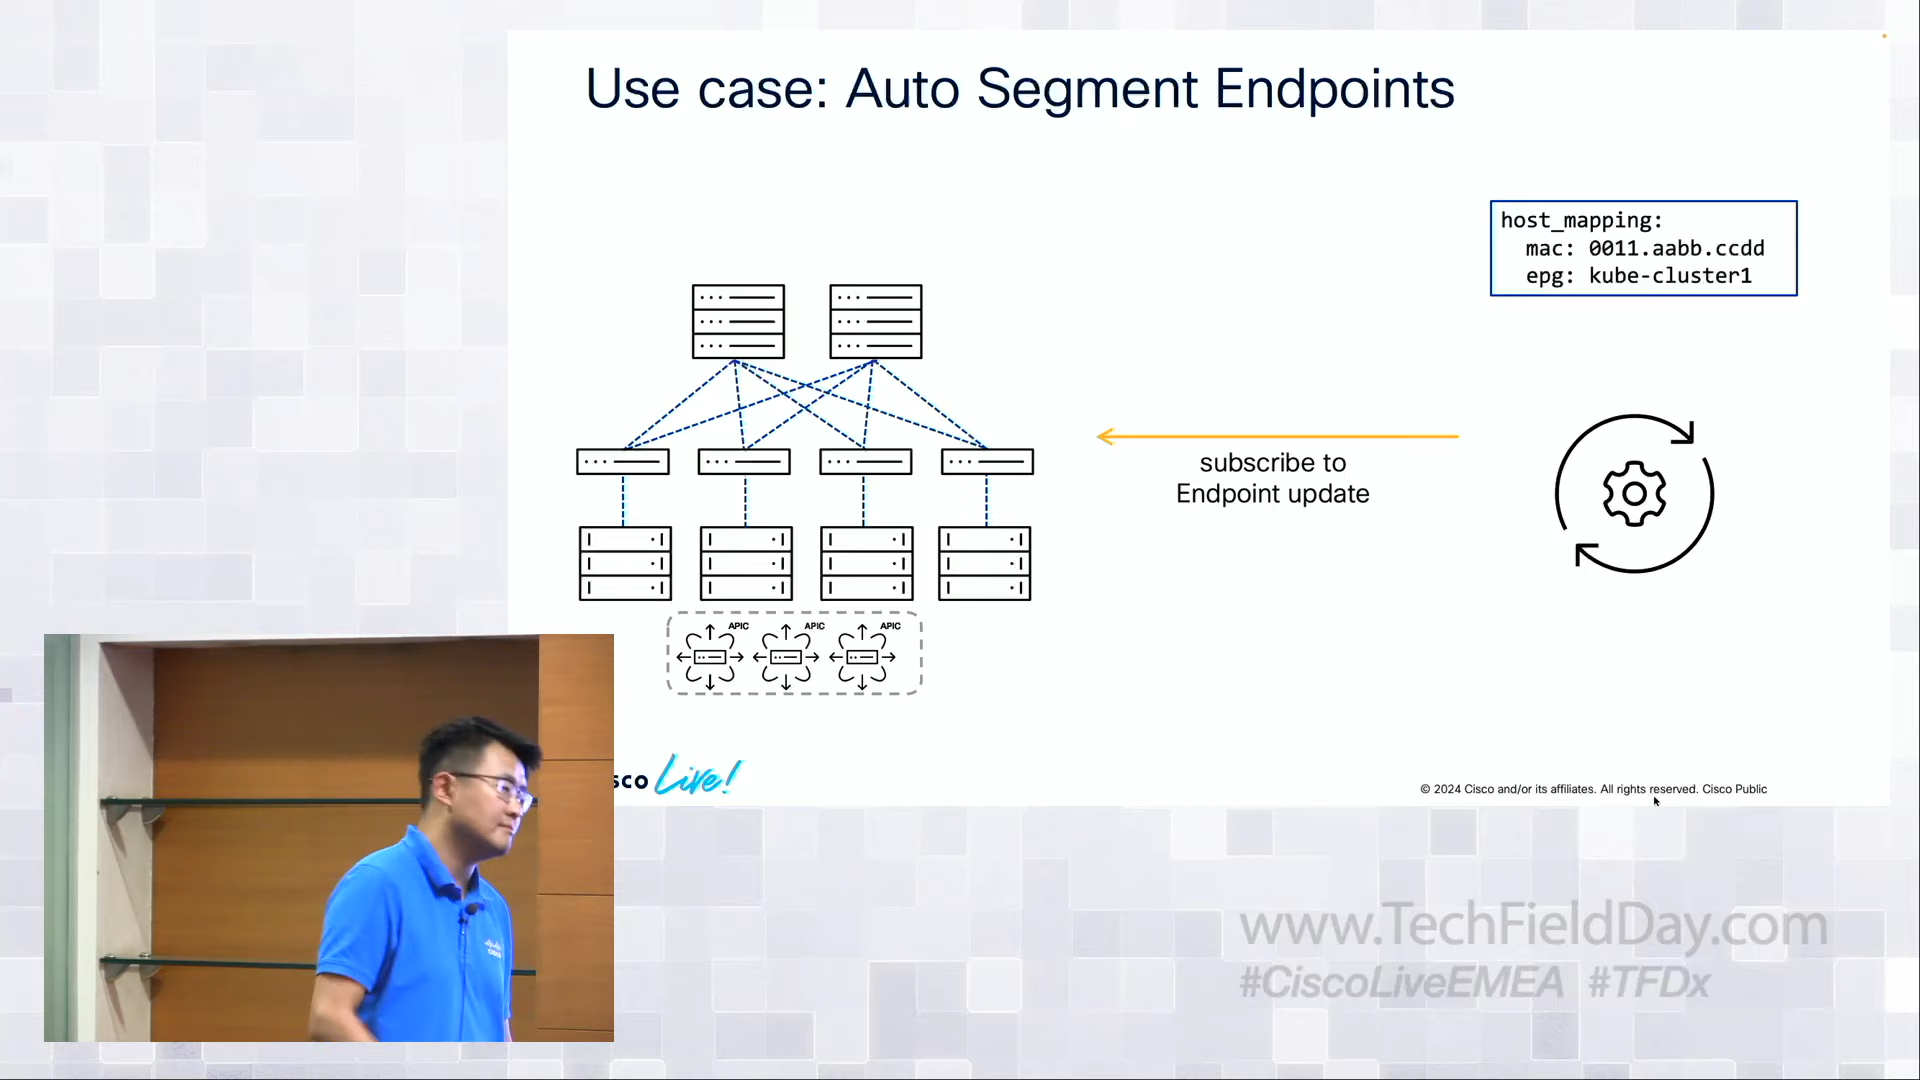 Use case: Auto Segment Endpoints
host_mapping:
mac: 0011.aabb.ccdd
epg: kube-cluster1
subscribe to
Endpoint update
APIC APIC APIC
sco Live!
© 2024 Cisco and/or its affiliates. All rights reserved. Cisco Public
www.TechFieldDay.com
#CiscoLiveEMEA #TFDx